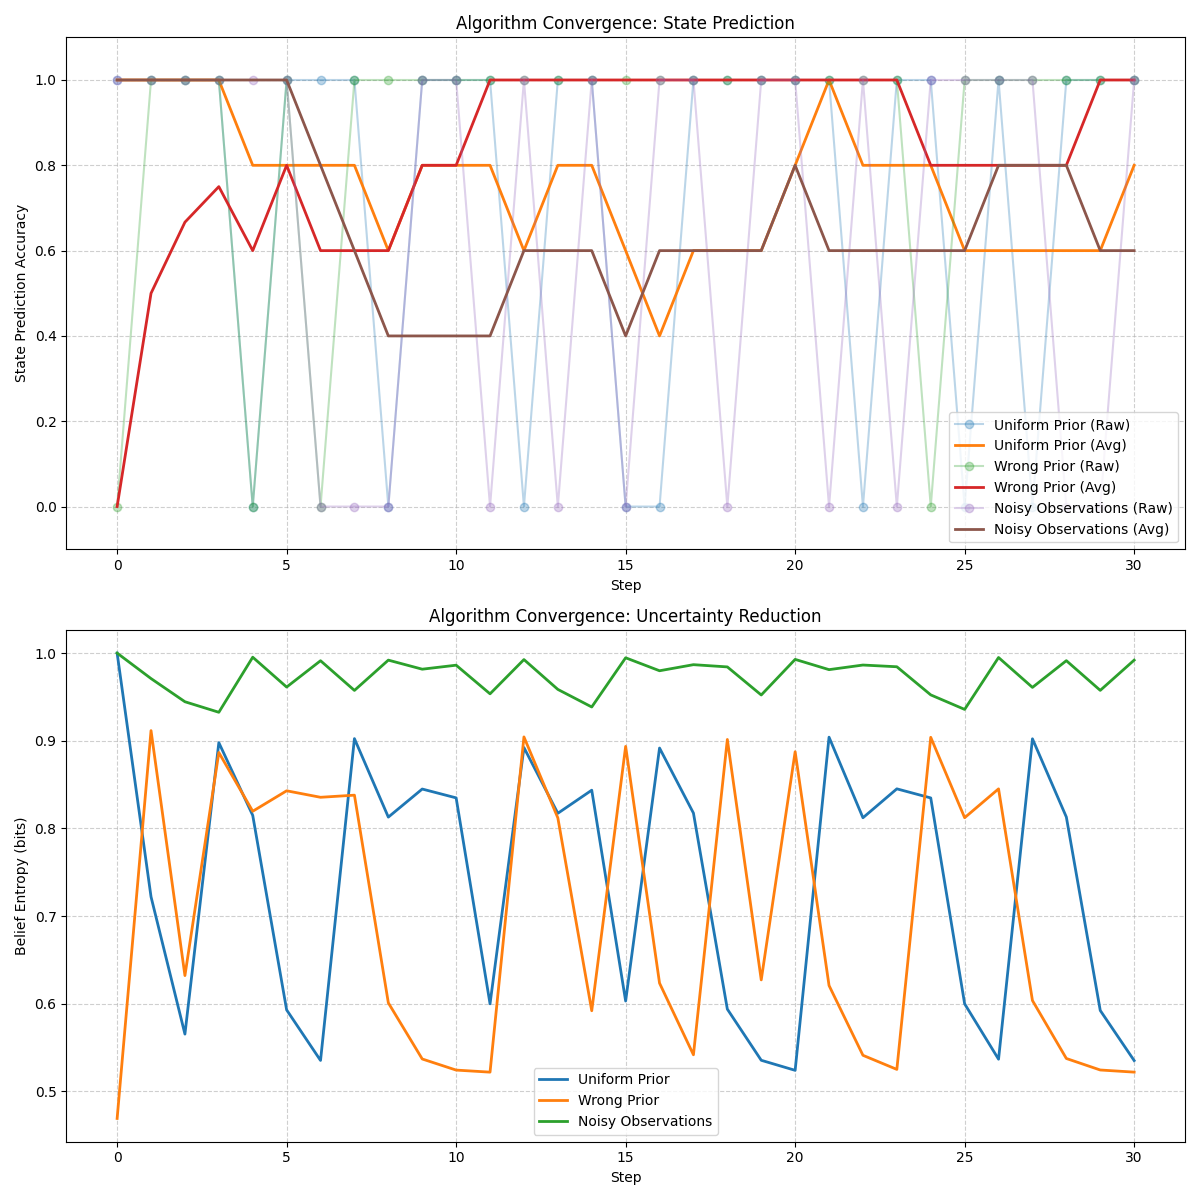 Algorithm Convergence: State Prediction
State Prediction Accuracy
1.0
0.8
0.6
0.4
0.2
0.0
Uniform Prior (Raw)
Uniform Prior (Avg)
Wrong Prior (Raw)
Wrong Prior (Avg)
Noisy Observations (Raw)
Noisy Observations (Avg)
0 5 10 15 20 25 30
Step
Algorithm Convergence: Uncertainty Reduction
Belief Entropy (bits)
1.0
0.9
0.8
0.7
0.6
0.5
Uniform Prior
Wrong Prior
Noisy Observations
0 5 10 15 20 25 30
Step